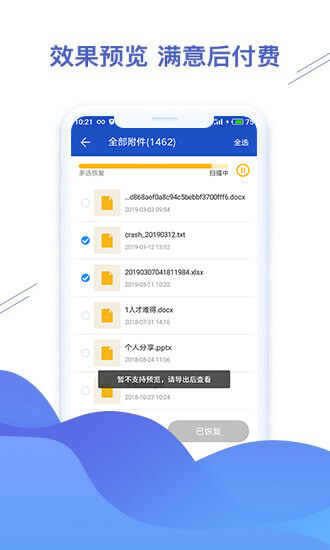 效果预览 满意后付费
10:21
全部附件(1462)
全选
多选恢复
扫描中
...d868aef0a8c94c5bebbf3700fff6.docx
2019-03-03 09:54
crash_20190312.txt
2019-03-12 13:52
20190307041811984.xlsx
2019-03-11 10:22
1人才难得.docx
2018-07-31 14:16
个人分享.pptx
2018-08-24 11:06
暂不支持预览，请导出后查看
2018-10-27 10:24
已恢复